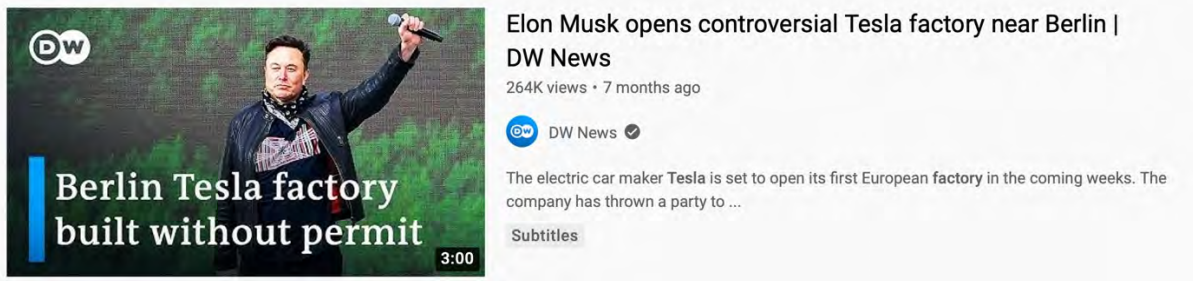 DW
Berlin Tesla factory
built without permit
3:00
Elon Musk opens controversial Tesla factory near Berlin |
DW News
264K views • 7 months ago
DW
DW News
The electric car maker Tesla is set to open its first European factory in the coming weeks. The
company has thrown a party to ...
Subtitles